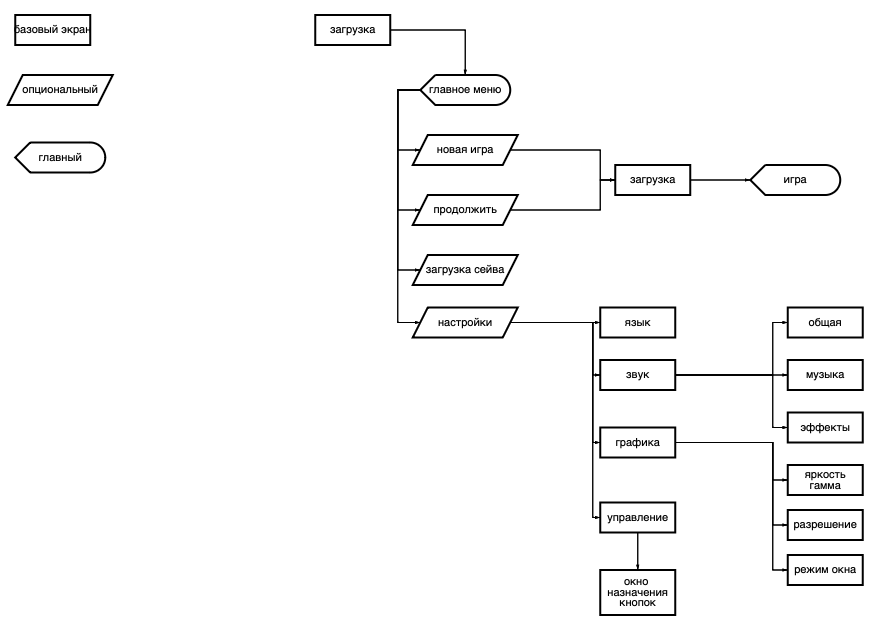 базовый экран
загрузка
опциональный
главное меню
главный
новая игра
загрузка
игра
продолжить
загрузка сейва
настройки
язык
общая
звук
музыка
эффекты
графика
яркость
гамма
управление
разрешение
режим окна
окно
назначения
кнопок